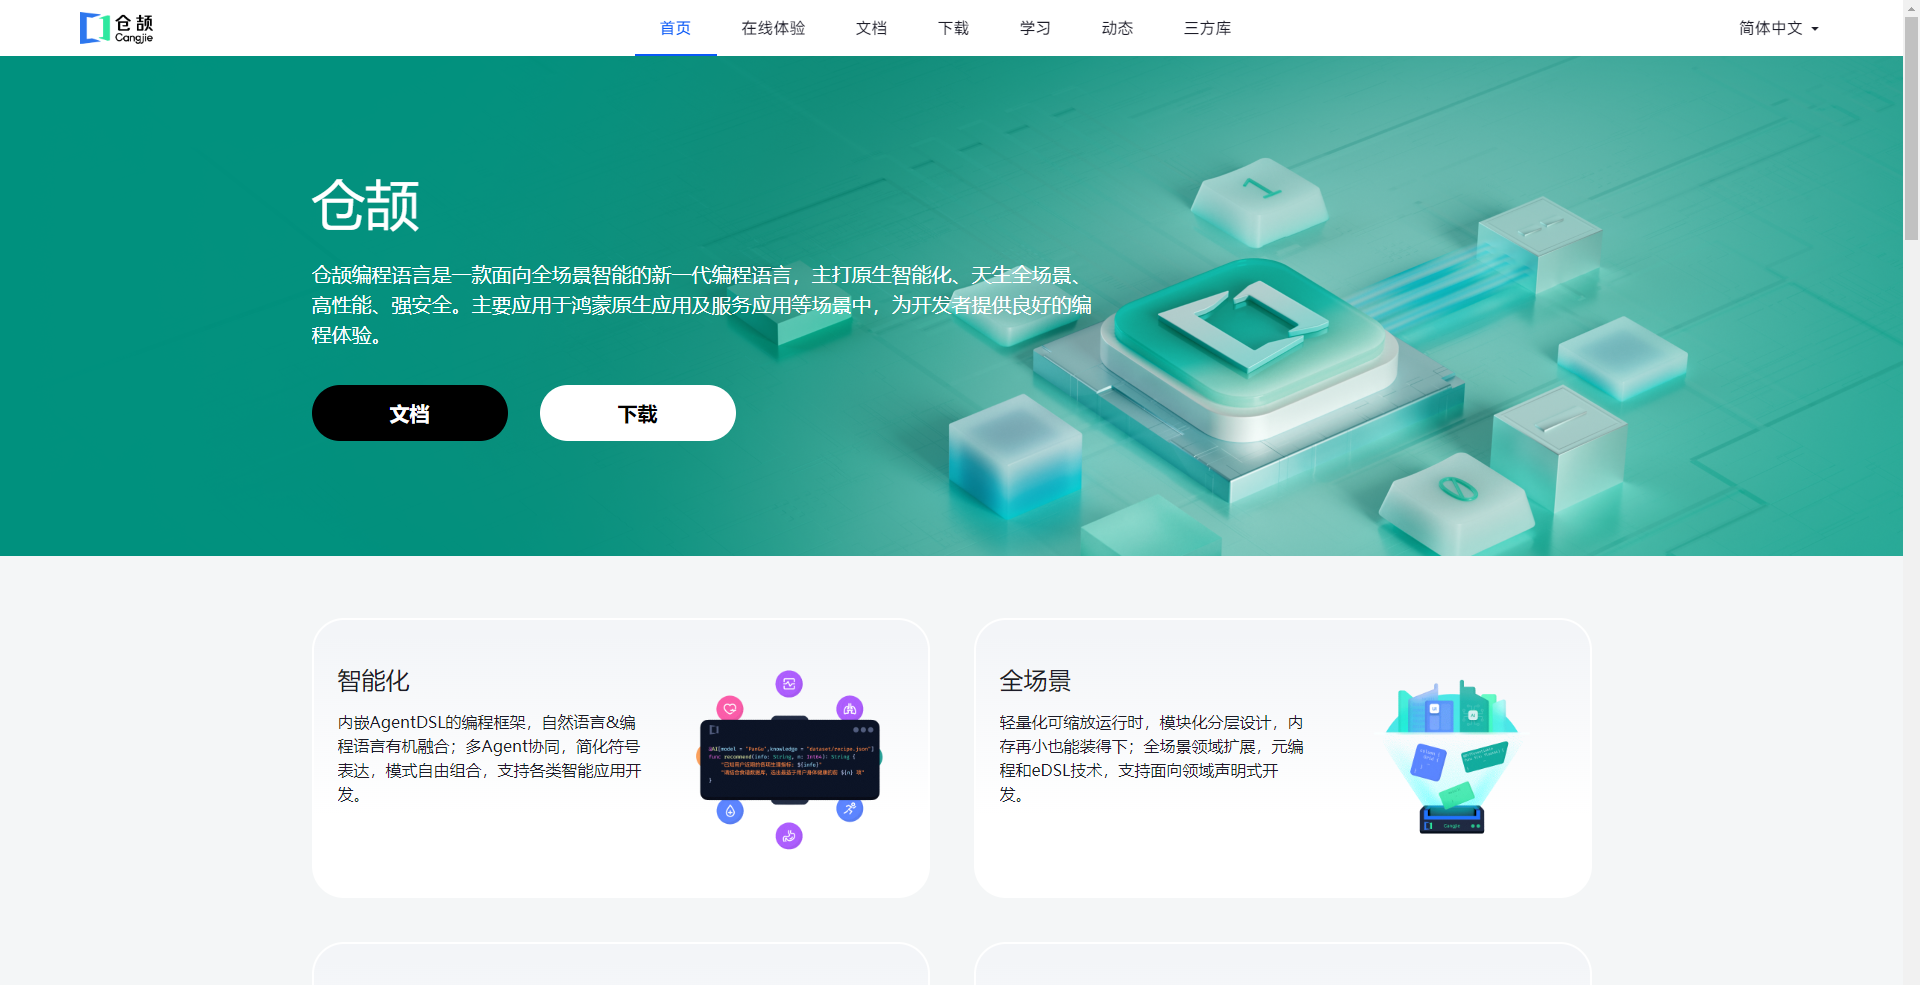 仓颉
Cangjie
首页
在线体验
文档
下载
学习
动态
三方库
简体中文
仓颉
仓颉编程语言是一款面向全场景智能的新一代编程语言，主打原生智能化、天生全场景、
高性能、强安全。主要应用于鸿蒙原生应用及服务应用等场景中，为开发者提供良好的编
程体验。
文档
下载
1
0
智能化
内嵌AgentDSL的编程框架，自然语言&编
程语言有机融合；多Agent协同，简化符号
表达，模式自由组合，支持各类智能应用开
发。
func recommend(info: String, n: Int64): String {
}
全场景
轻量化可缩放运行时，模块化分层设计，内
存再小也能装得下；全场景领域扩展，元编
程和eDSL技术，支持面向领域声明式开
发。
Cangjie